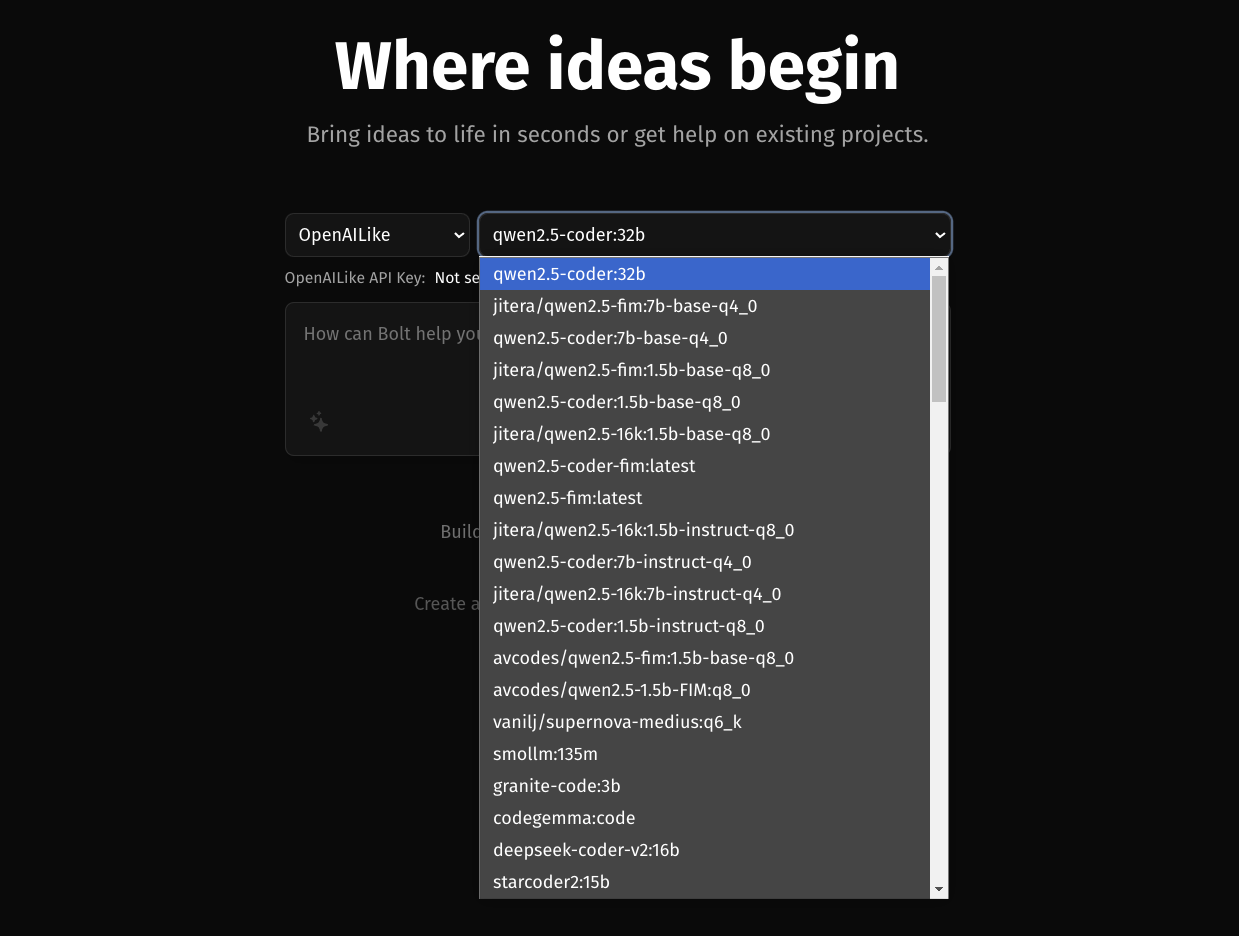 Where ideas begin
Bring ideas to life in seconds or get help on existing projects.
OpenAILike
qwen2.5-coder:32b
OpenAILike API Key: Not se
How can Bolt help you
Build
Create a
qwen2.5-coder:32b
jitera/qwen2.5-fim:7b-base-q4_0
qwen2.5-coder:7b-base-q4_0
jitera/qwen2.5-fim:1.5b-base-q8_0
qwen2.5-coder:1.5b-base-q8_0
jitera/qwen2.5-16k:1.5b-base-q8_0
qwen2.5-coder-fim:latest
qwen2.5-fim:latest
jitera/qwen2.5-16k:1.5b-instruct-q8_0
qwen2.5-coder:7b-instruct-q4_0
jitera/qwen2.5-16k:7b-instruct-q4_0
qwen2.5-coder:1.5b-instruct-q8_0
avcodes/qwen2.5-fim:1.5b-base-q8_0
avcodes/qwen2.5-1.5b-FIM:q8_0
vanilj/supernova-medius:q6_k
smollm:135m
granite-code:3b
codegemma:code
deepseek-coder-v2:16b
starcoder2:15b